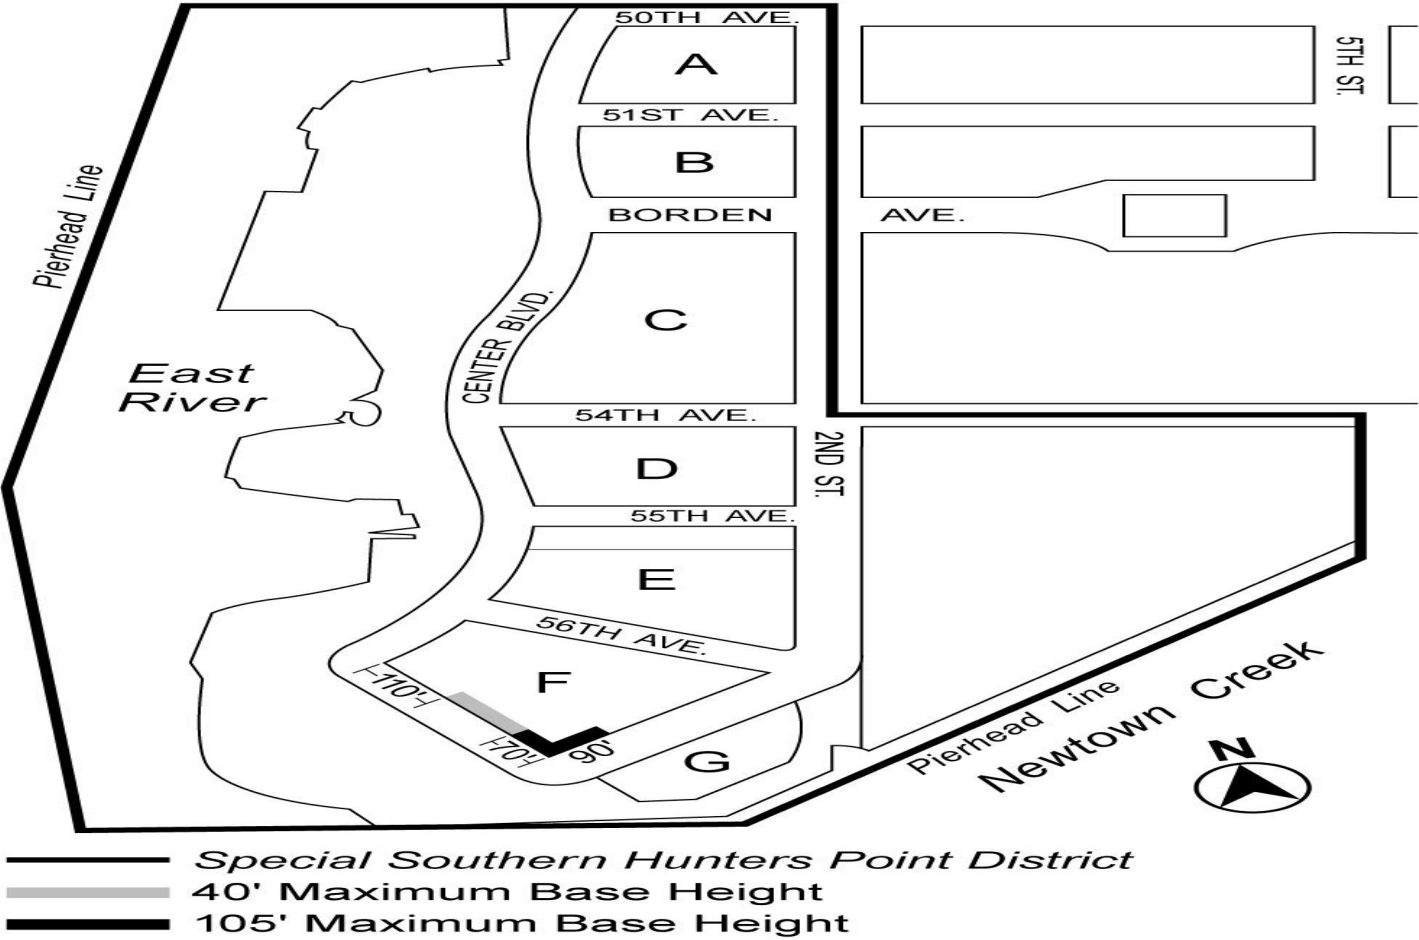 50TH AVE.
A
5TH ST.
51ST AVE.
B
Pierhead Line
BORDEN AVE.
CENTER BLVD.
C
East
River
54TH AVE.
2ND ST.
D
55TH AVE.
E
56TH AVE.
F
110'
70'
90'
G
Pierhead Line
Newtown Creek
N
Special Southern Hunters Point District
40' Maximum Base Height
105' Maximum Base Height